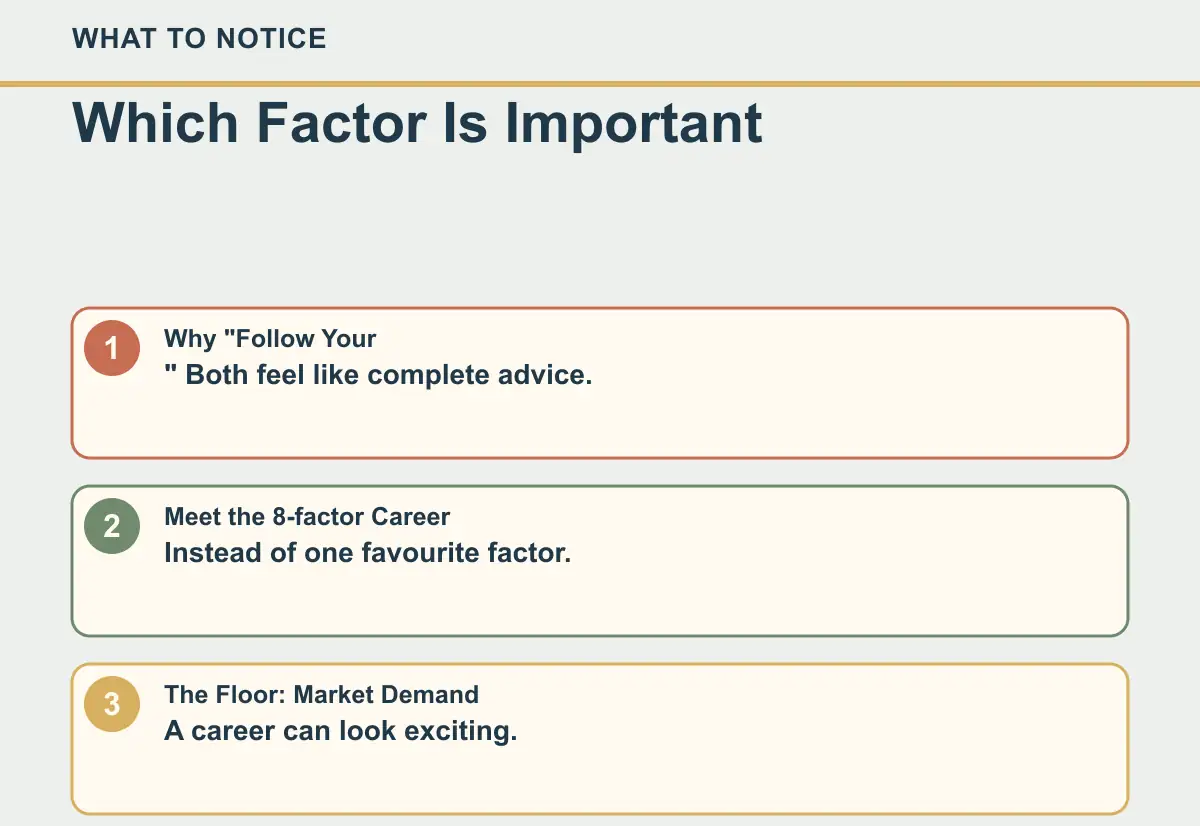 WHAT TO NOTICE
Which Factor Is Important
1
Why "Follow Your
" Both feel like complete advice.
2
Meet the 8-factor Career
Instead of one favourite factor.
3
The Floor: Market Demand
A career can look exciting.